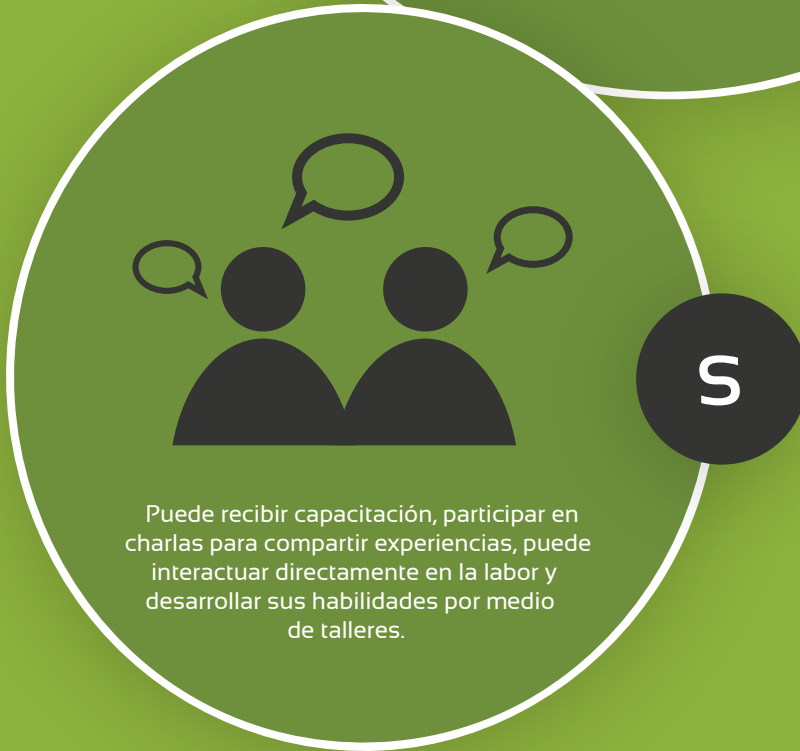 S
Puede recibir capacitación, participar en
charlas para compartir experiencias, puede
interactuar directamente en la labor y
desarrollar sus habilidades por medio
de talleres.